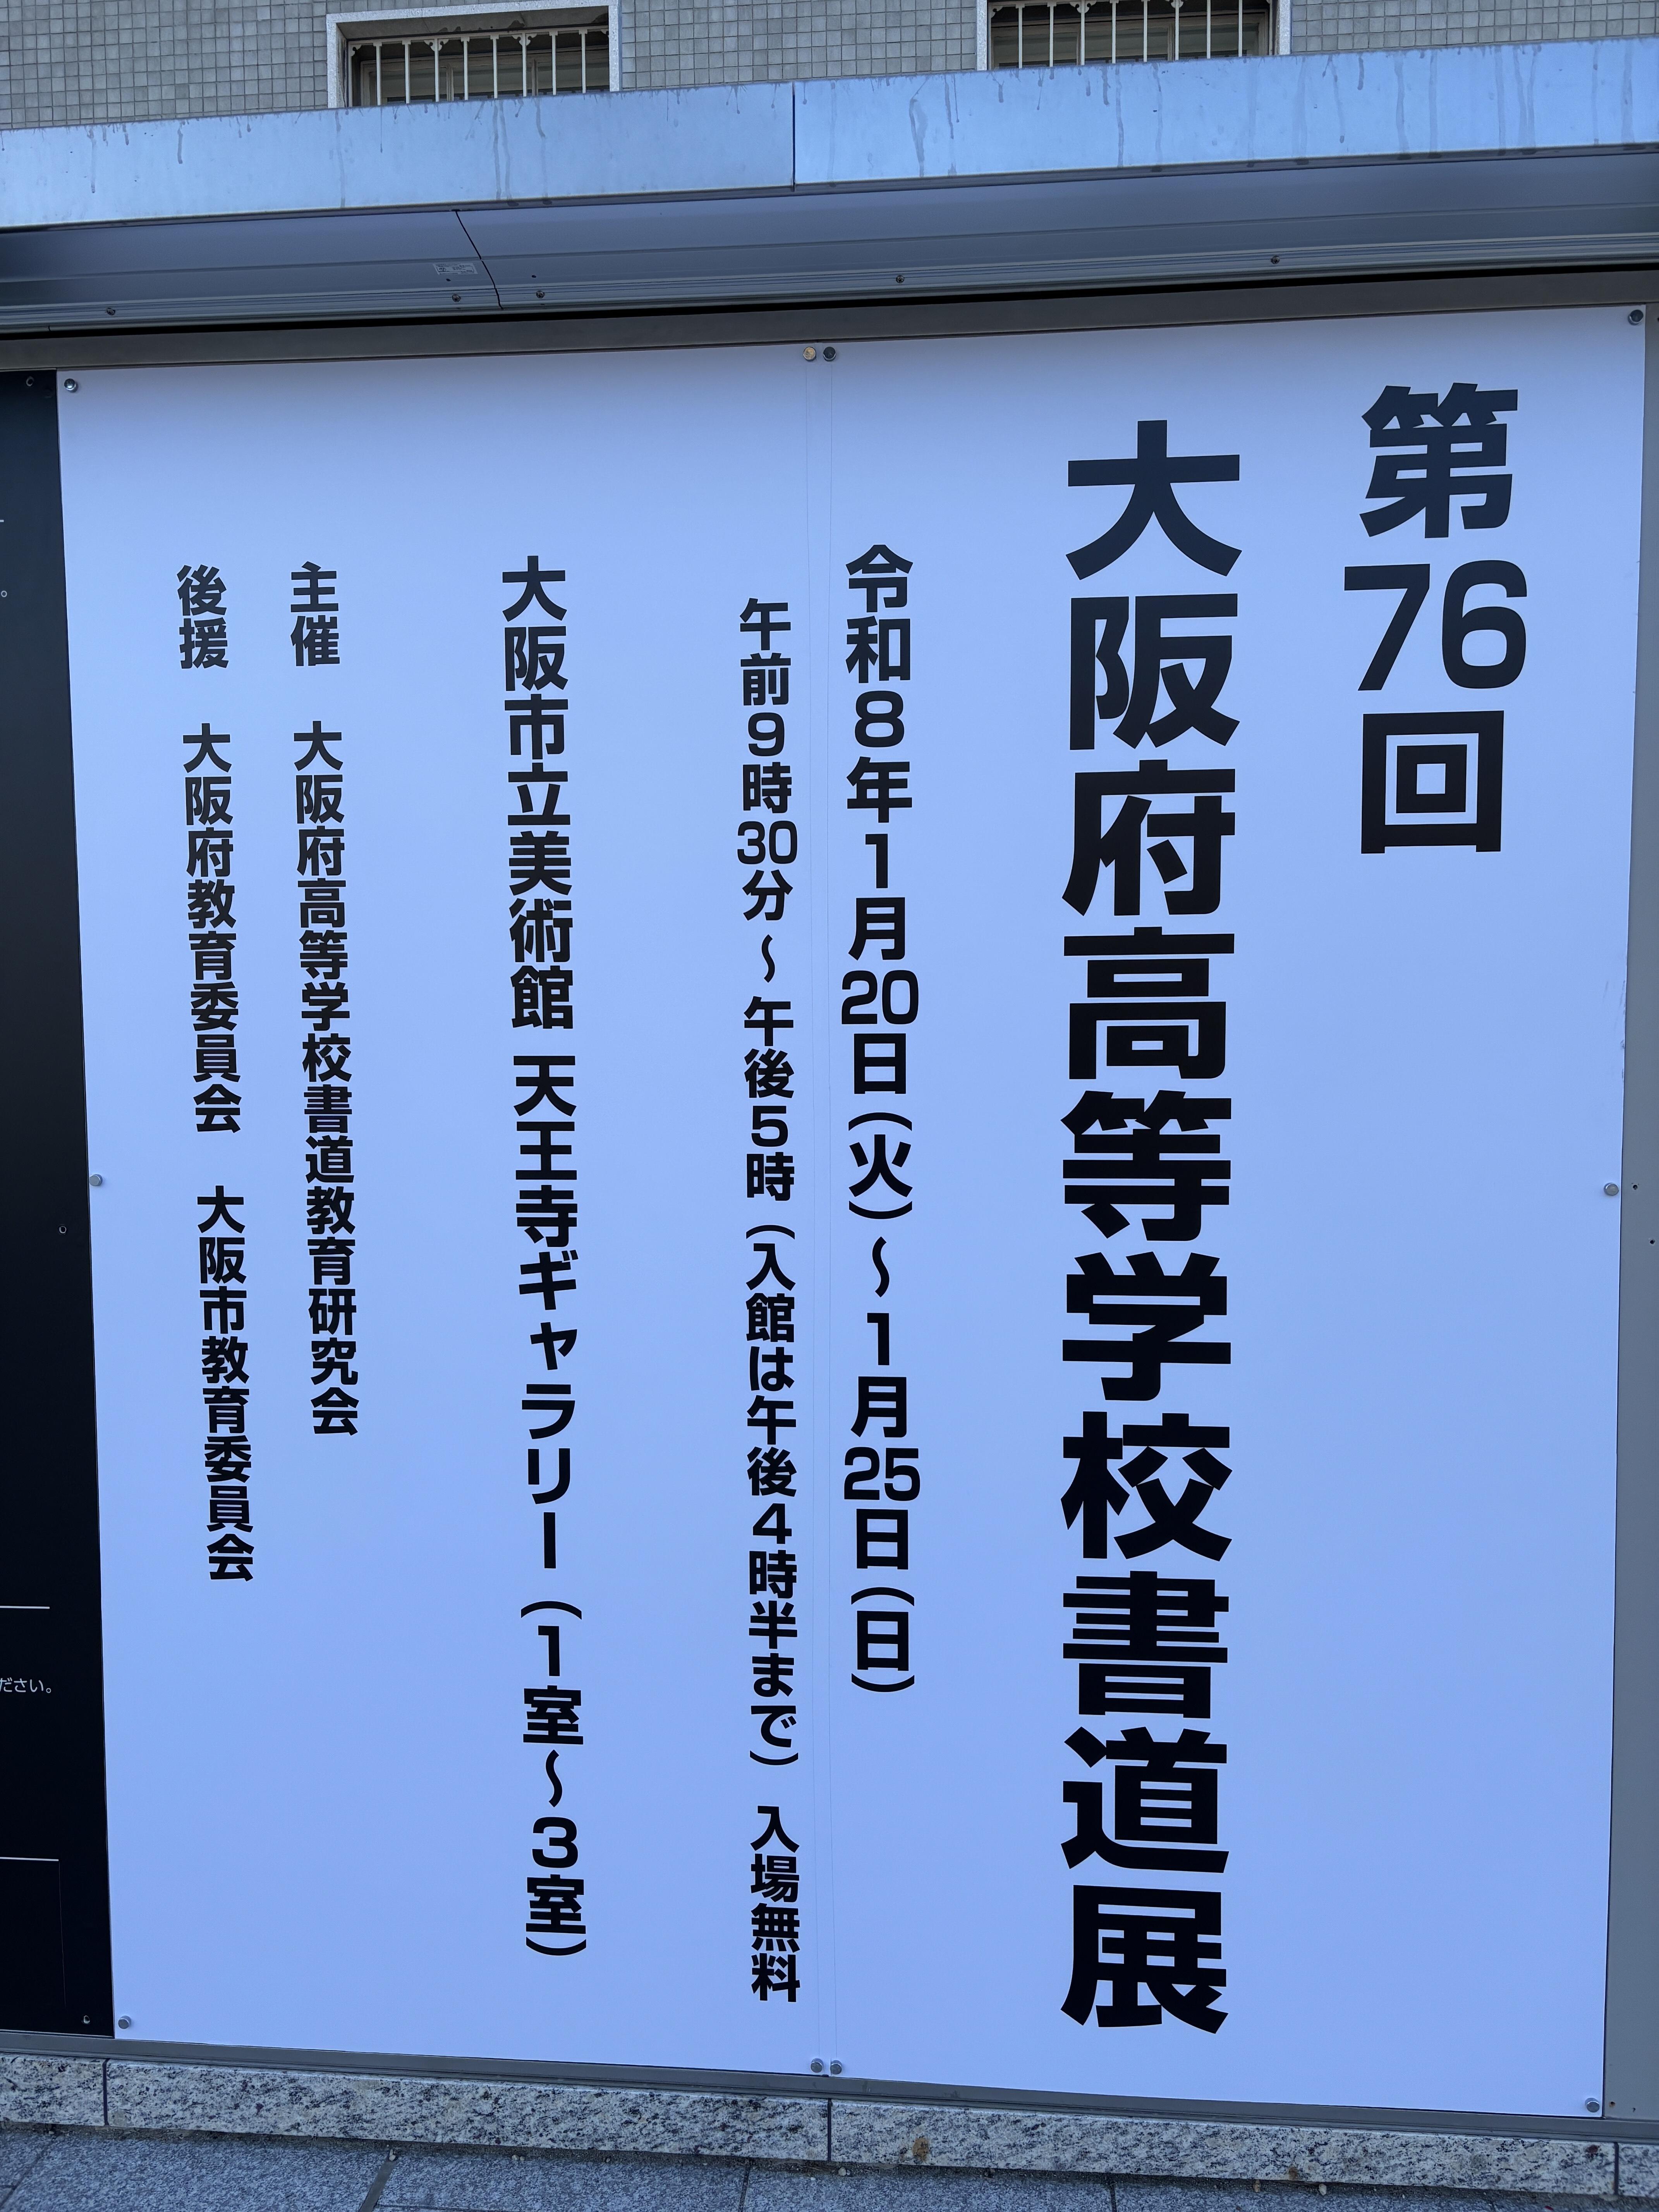 第76回
大阪府高等学校書道展
令和8年1月20日(火)～1月25日(日)
午前9時30分～午後5時(入館は午後4時半まで) 入場無料
大阪市立美術館 天王寺ギャラリー(1室～3室)
主催 大阪府高等学校書道教育研究会
後援 大阪府教育委員会 大阪市教育委員会
ださい。